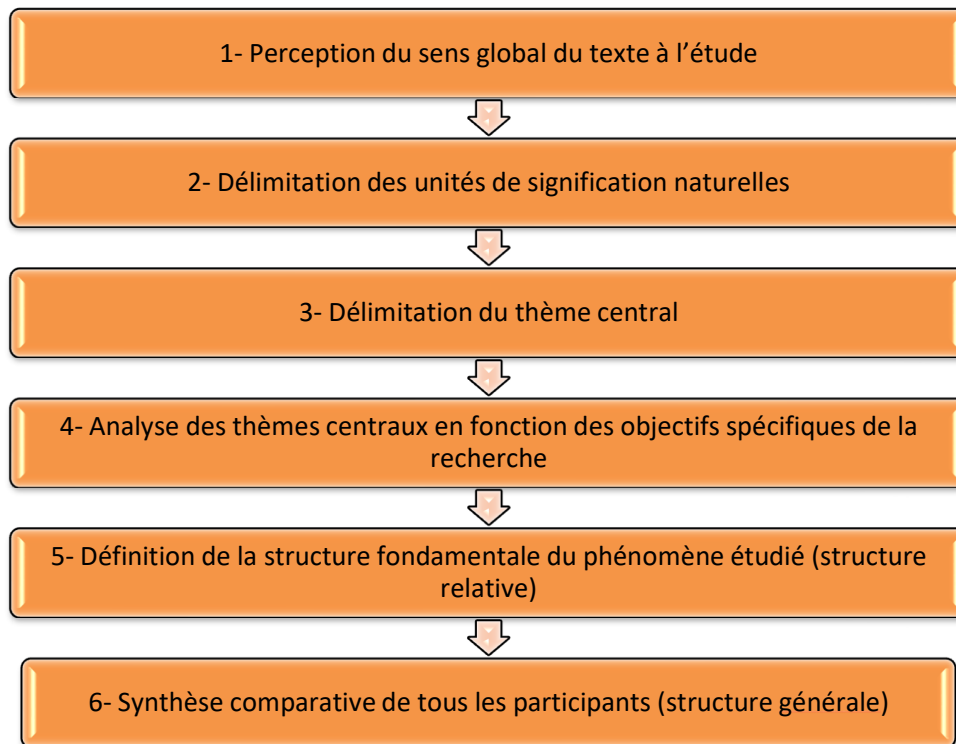 1- Perception du sens global du texte à l’étude
2- Délimitation des unités de signification naturelles
3- Délimitation du thème central
4- Analyse des thèmes centraux en fonction des objectifs spécifiques de la
recherche
5- Définition de la structure fondamentale du phénomène étudié (structure
relative)
6- Synthèse comparative de tous les participants (structure générale)